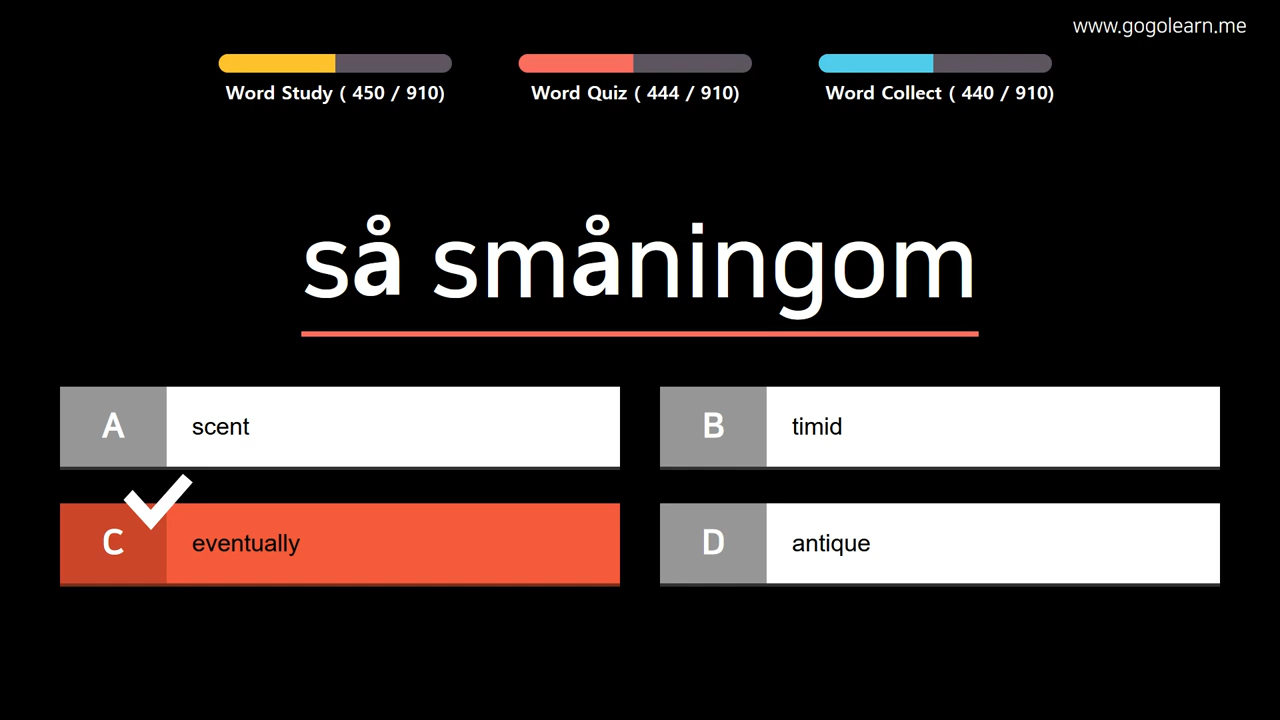 www.gogolearn.me
Word Study ( 450 / 910)
Word Quiz ( 444 / 910)
Word Collect ( 440 / 910)
så småningom
A scent
B timid
C eventually
D antique